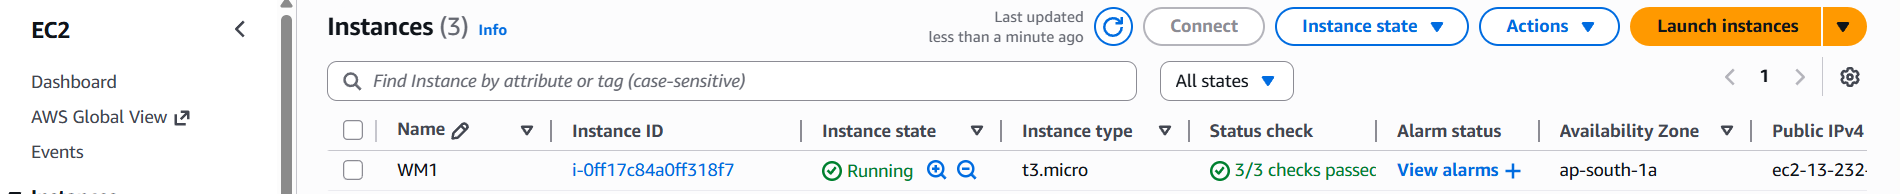 EC2
Dashboard
AWS Global View
Events
Instances (3) Info
Last updated
less than a minute ago
Connect
Instance state
Actions
Launch instances
Find Instance by attribute or tag (case-sensitive)
All states
1
Name Instance ID Instance state Instance type Status check Alarm status Availability Zone Public IPv4
WM1 i-0ff17c84a0ff318f7 Running t3.micro 3/3 checks passed View alarms + ap-south-1a ec2-13-232-